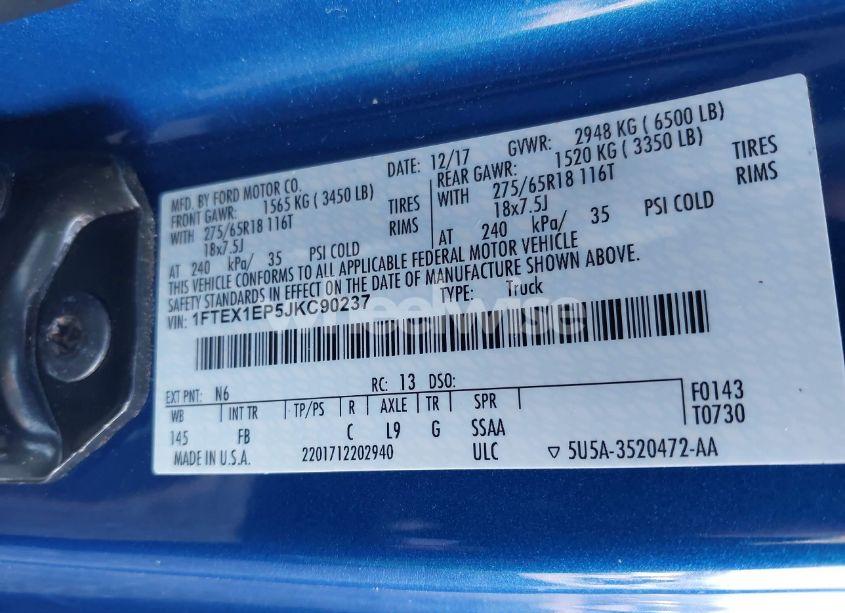 MFD. BY FORD MOTOR CO. DATE: 12/17 GVWR: 2948 KG ( 6500 LB)
FRONT GAWR: 1565 KG ( 3450 LB) REAR GAWR: 1520 KG ( 3350 LB)
WITH 275/65R18 116T TIRES WITH 275/65R18 116T TIRES
18x7.5J RIMS 18x7.5J RIMS
AT 240 kPa/ 35 PSI COLD AT 240 kPa/ 35 PSI COLD
THIS VEHICLE CONFORMS TO ALL APPLICABLE FEDERAL MOTOR VEHICLE
SAFETY STANDARDS IN EFFECT ON THE DATE OF MANUFACTURE SHOWN ABOVE.
VIN: 1FTEX1EP5JKC90237 TYPE: Truck
wheelwise
EXT PNT: N6 RC: 13 DSO:
WB INT TR TP/PS R AXLE TR SPR F0143
145 FB C L9 G SSAA T0730
MADE IN U.S.A. 2201712202940 ULC ▽ 5U5A-3520472-AA